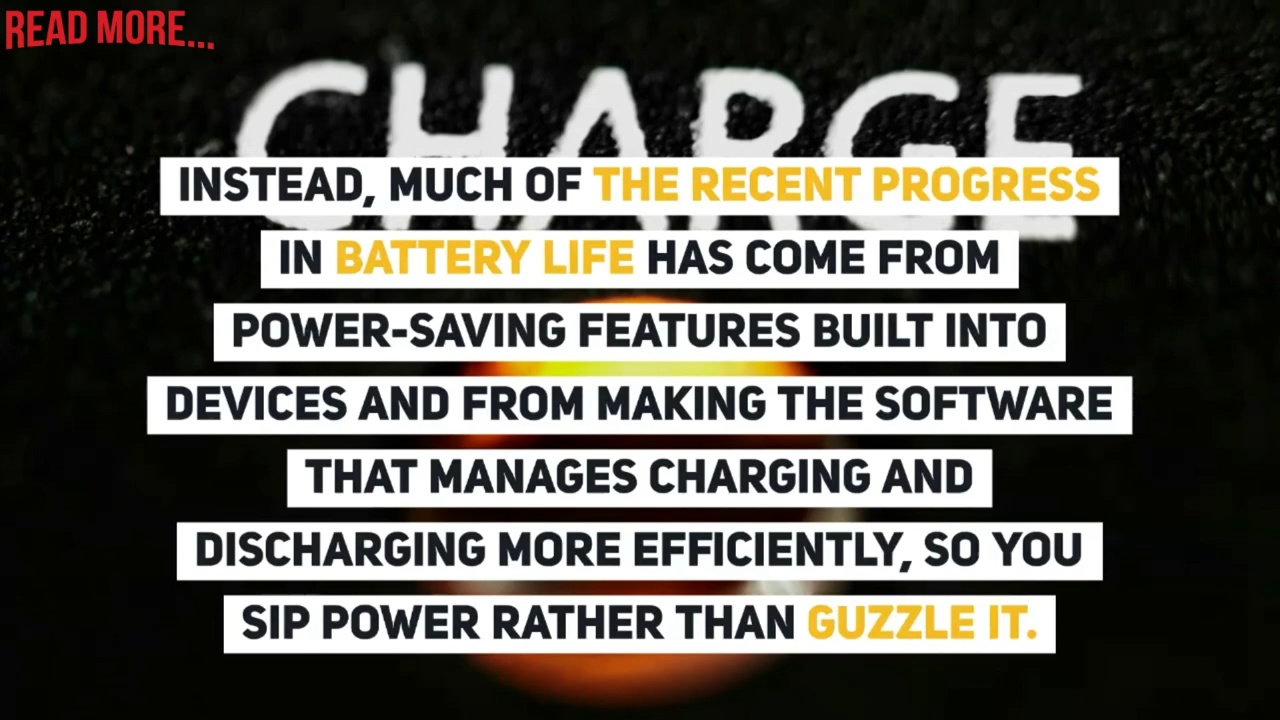 READ MORE...
CHARGE
INSTEAD, MUCH OF THE RECENT PROGRESS
IN BATTERY LIFE HAS COME FROM
POWER-SAVING FEATURES BUILT INTO
DEVICES AND FROM MAKING THE SOFTWARE
THAT MANAGES CHARGING AND
DISCHARGING MORE EFFICIENTLY, SO YOU
SIP POWER RATHER THAN GUZZLE IT.